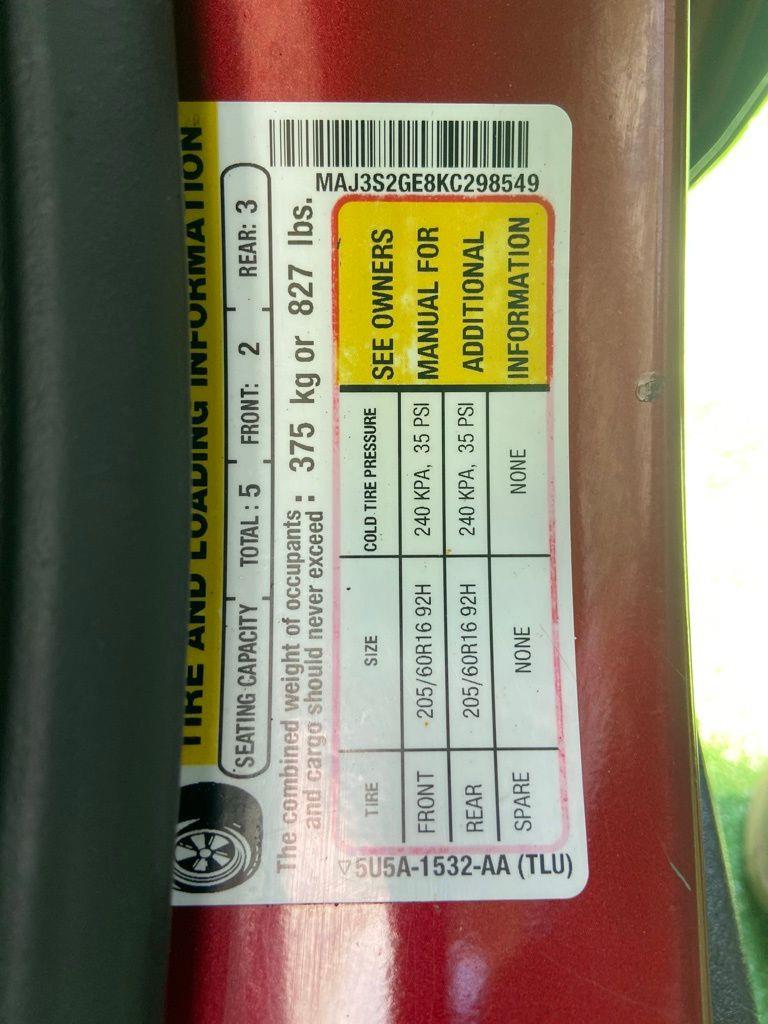 TIRE AND LOADING INFORMATION
SEATING CAPACITY TOTAL: 5 FRONT: 2 REAR: 3
The combined weight of occupants
and cargo should never exceed : 375 kg or 827 lbs.
MAJ3S2GE8KC298549
TIRE SIZE COLD TIRE PRESSURE
FRONT 205/60R16 92H 240 KPA, 35 PSI
REAR 205/60R16 92H 240 KPA, 35 PSI
SPARE NONE NONE
SEE OWNERS
MANUAL FOR
ADDITIONAL
INFORMATION
▽5U5A-1532-AA (TLU)